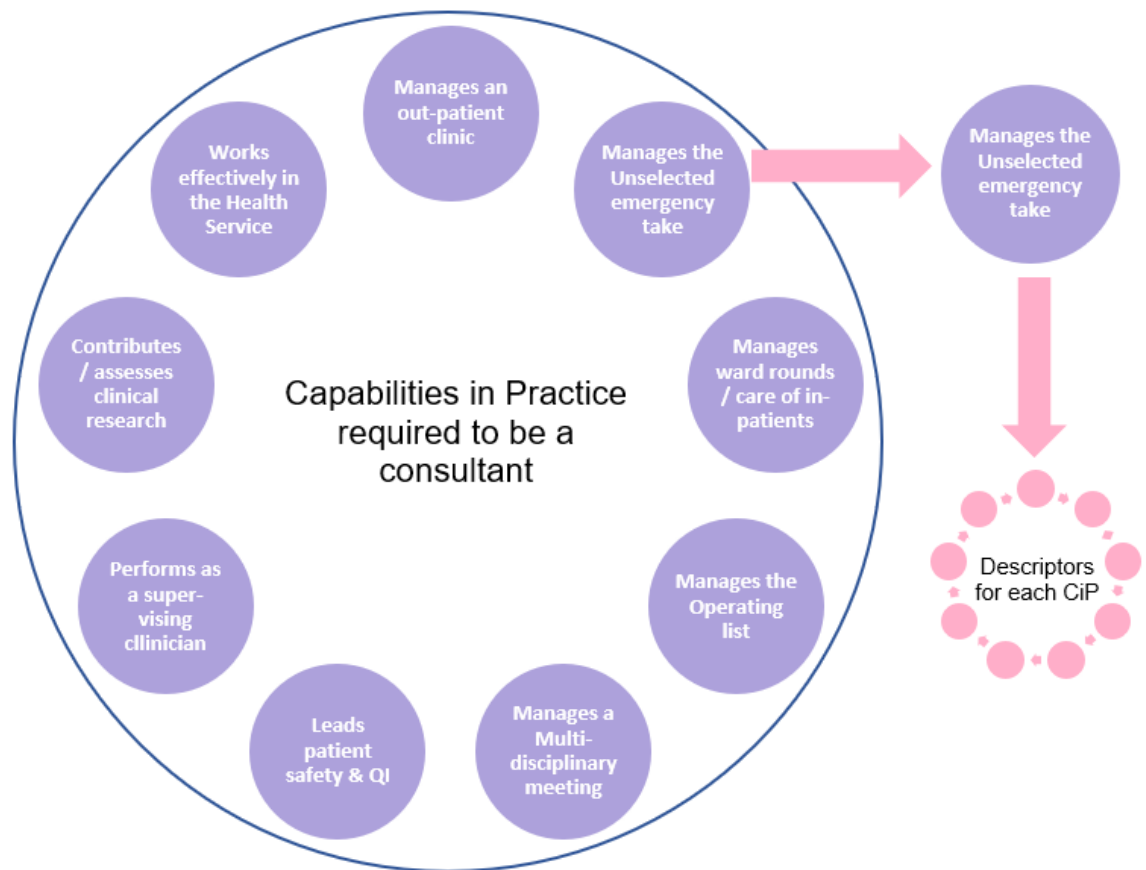 Manages an
out-patient
clinic
Manages the
Unselected
emergency
take
Manages
ward rounds
/ care of in-
patients
Manages the
Operating
list
Manages a
Multi-
disciplinary
meeting
Leads
patient
safety & QI
Performs as
a super-
vising
cllinician
Contributes
/ assesses
clinical
research
Works
effectively in
the Health
Service
Capabilities in Practice
required to be a
consultant
Manages the
Unselected
emergency
take
Descriptors
for each CiP